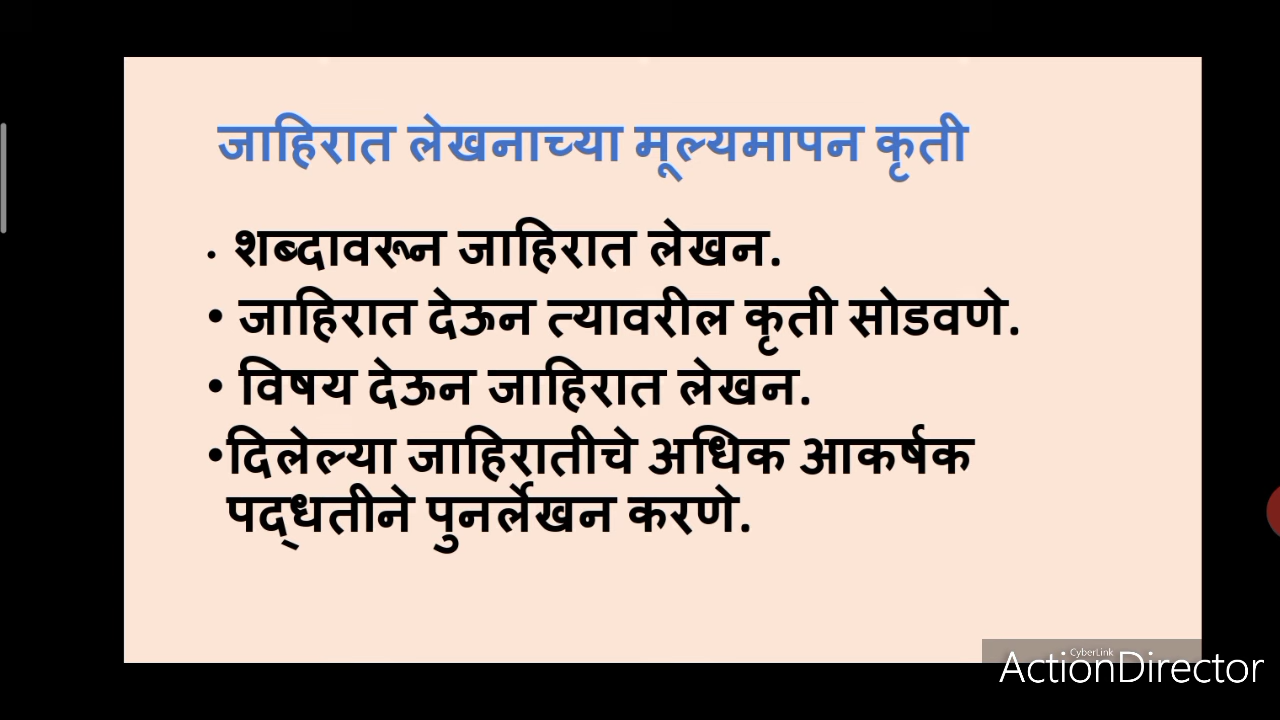 जाहिरात लेखनाच्या मूल्यमापन कृती
• शब्दावरून जाहिरात लेखन.
• जाहिरात देऊन त्यावरील कृती सोडवणे.
• विषय देऊन जाहिरात लेखन.
•दिलेल्या जाहिरातीचे अधिक आकर्षक
पद्धतीने पुनर्लेखन करणे.
CyberLink
ActionDirector